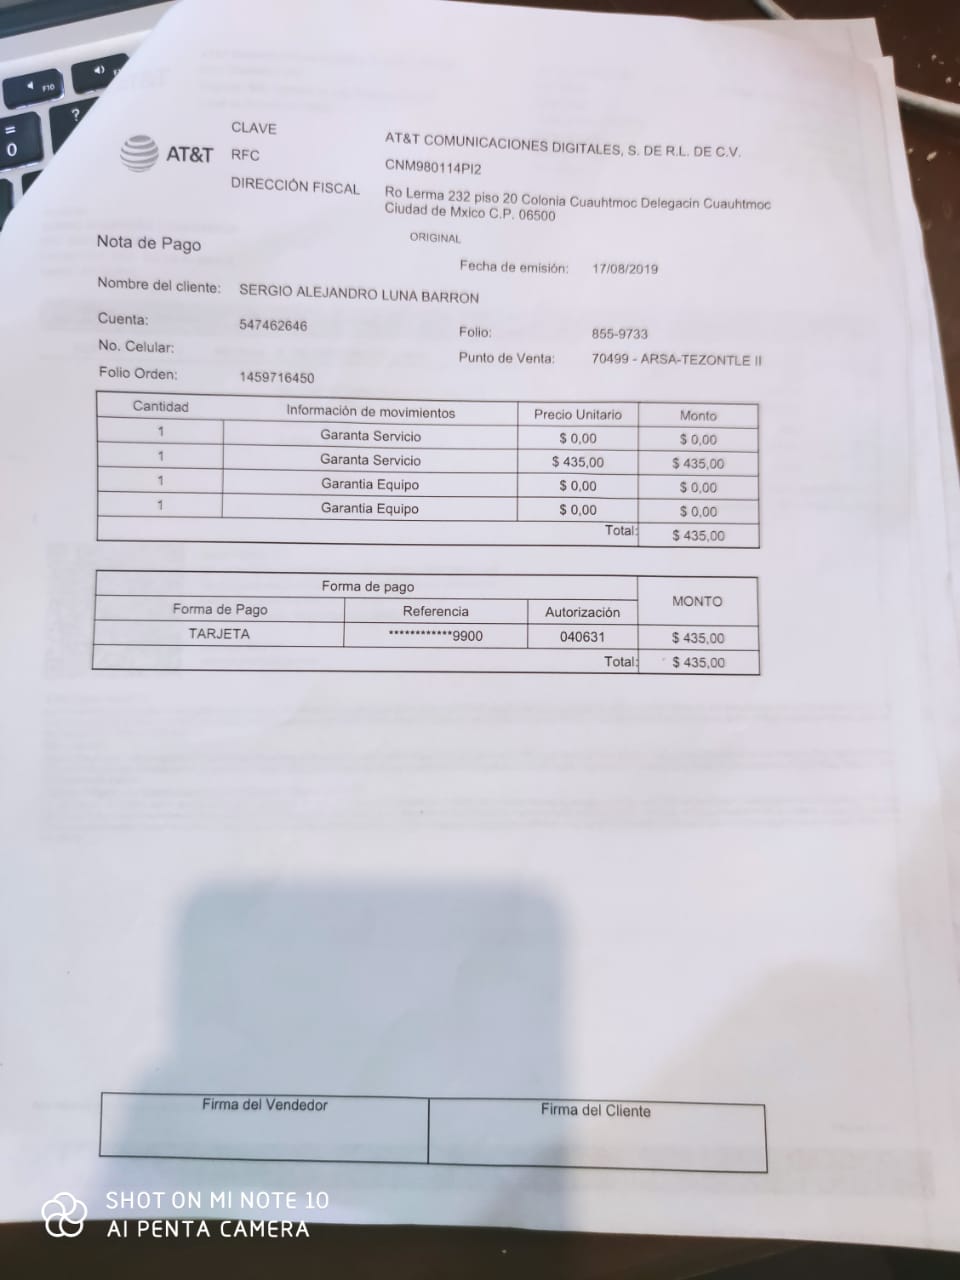 F10
?
=
0
AT&T
CLAVE AT&T COMUNICACIONES DIGITALES, S. DE R.L. DE C.V.
RFC CNM980114PI2
DIRECCIÓN FISCAL Ro Lerma 232 piso 20 Colonia Cuauhtmoc Delegacin Cuauhtmoc
Ciudad de Mxico C.P. 06500
Nota de Pago ORIGINAL
Fecha de emisión: 17/08/2019
Nombre del cliente: SERGIO ALEJANDRO LUNA BARRON
Cuenta: 547462646 Folio: 855-9733
No. Celular: Punto de Venta: 70499 - ARSA-TEZONTLE II
Folio Orden: 1459716450
Cantidad Información de movimientos Precio Unitario Monto
1 Garanta Servicio $ 0,00 $ 0,00
1 Garanta Servicio $ 435,00 $ 435,00
1 Garantia Equipo $ 0,00 $ 0,00
1 Garantia Equipo $ 0,00 $ 0,00
Total: $ 435,00
Forma de pago MONTO
Forma de Pago Referencia Autorización
TARJETA ************9900 040631 $ 435,00
Total: $ 435,00
Firma del Vendedor Firma del Cliente
SHOT ON MI NOTE 10
AI PENTA CAMERA